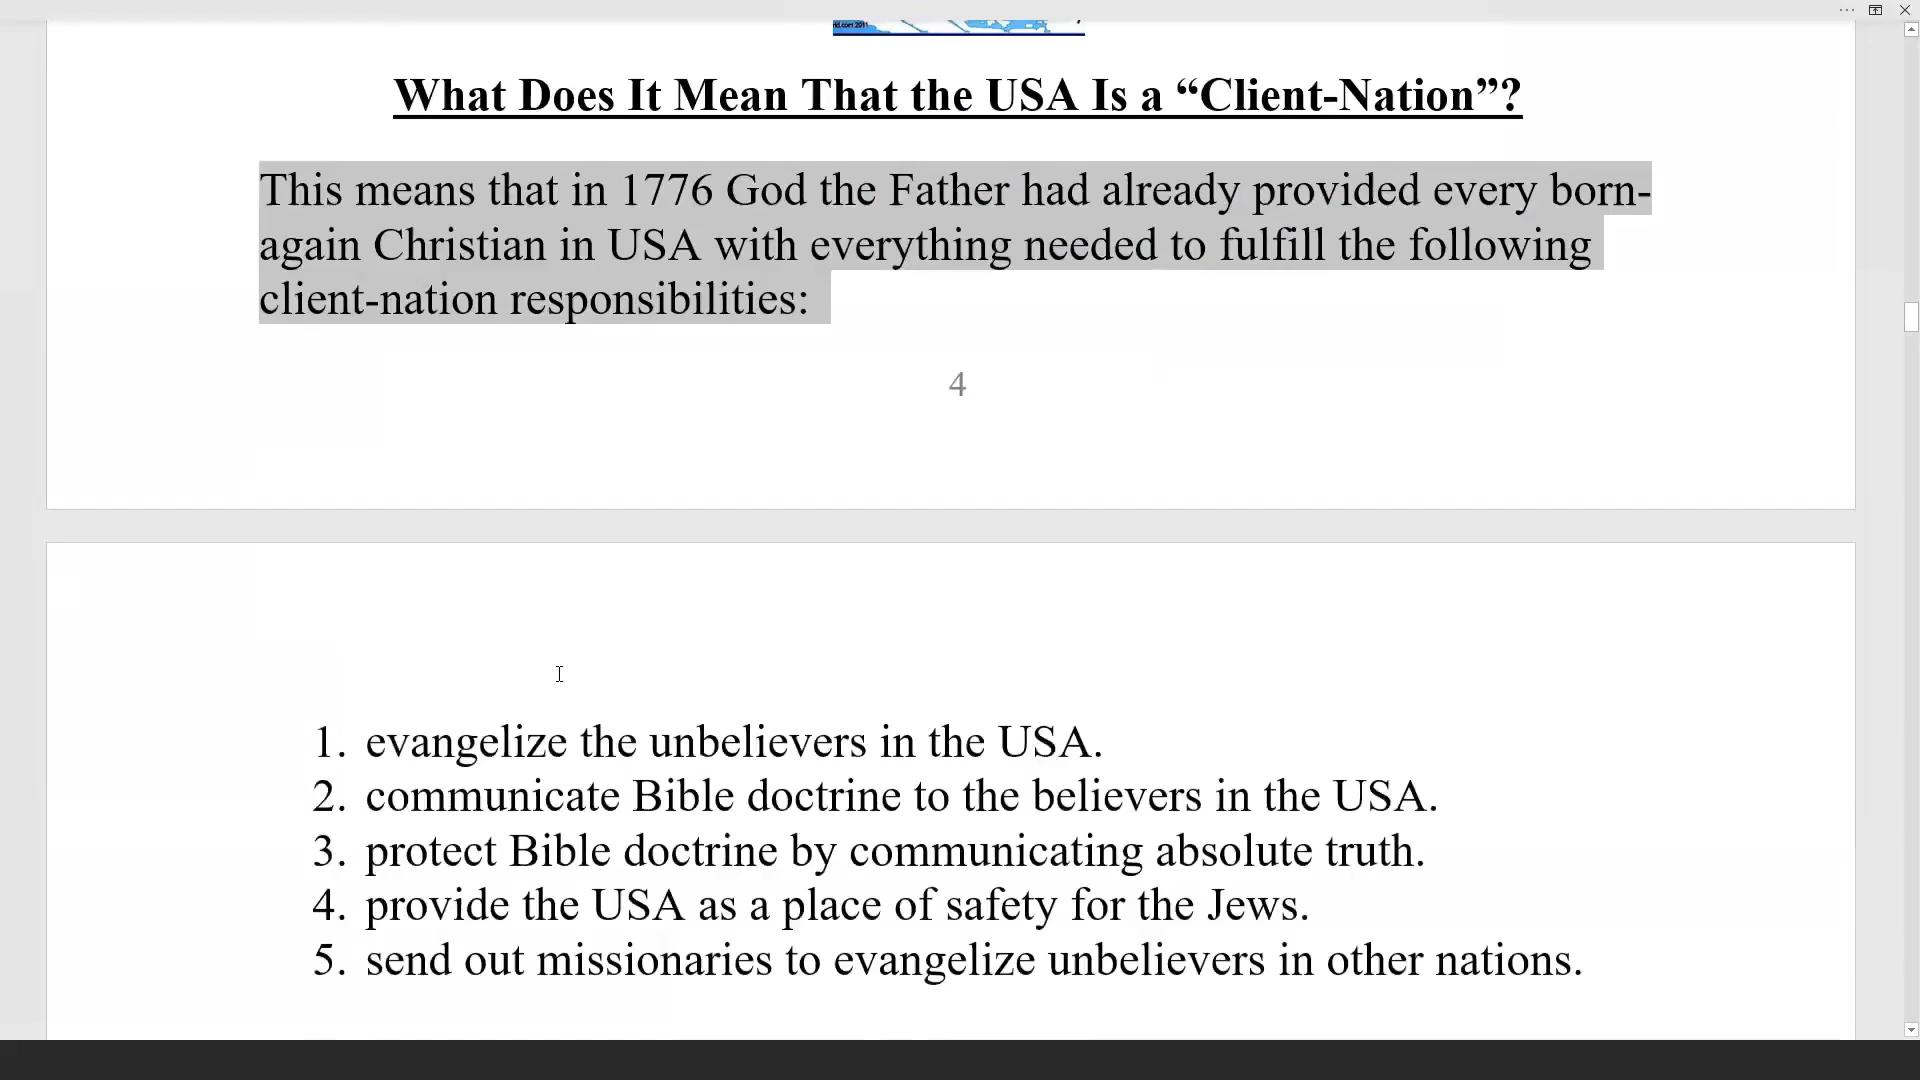 rld.com 2011
What Does It Mean That the USA Is a “Client-Nation”?
This means that in 1776 God the Father had already provided every born-
again Christian in USA with everything needed to fulfill the following
client-nation responsibilities:
4
1. evangelize the unbelievers in the USA.
2. communicate Bible doctrine to the believers in the USA.
3. protect Bible doctrine by communicating absolute truth.
4. provide the USA as a place of safety for the Jews.
5. send out missionaries to evangelize unbelievers in other nations.